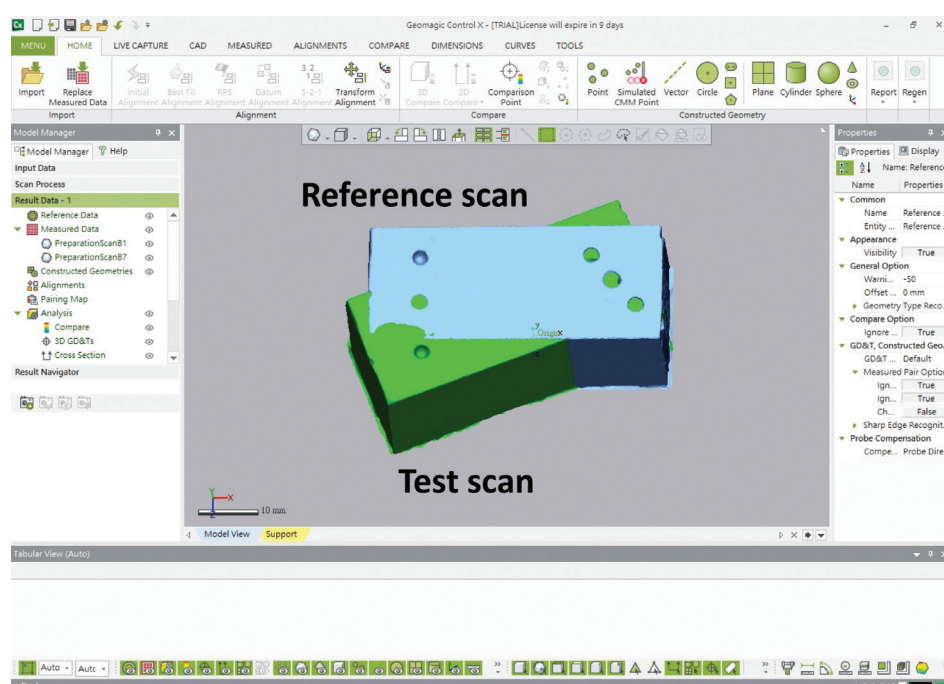 Geomagic Control X - [TRIAL]License will expire in 9 days
MENU HOME LIVE CAPTURE CAD MEASURED ALIGNMENTS COMPARE DIMENSIONS CURVES TOOLS
Import Replace Measured Data
Initial Alignment Best Fit Alignment RPS Alignment Datum Alignment 3-2-1 Alignment Transform Alignment
3D Compare 2D Compare Comparison Point
Point Simulated CMM Point Vector Circle Plane Cylinder Sphere
Report Regen
Import Alignment Compare Constructed Geometry
Model Manager
Model Manager Help
Input Data
Scan Process
Result Data - 1
Reference Data
Measured Data
PreparationScanB1
PreparationScanB7
Constructed Geometries
Alignments
Pairing Map
Analysis
Compare
3D GD&Ts
Cross Section
Result Navigator
Reference scan
Y
Origin X
Test scan
Y
X
Z
10 mm
Model View Support
Properties
Properties Display
Name: Reference
Name Properties
Common
Name Reference .
Entity ... Reference .
Appearance
Visibility True
General Option
Warni... -50
Offset ... 0 mm
Geometry Type Reco.
Compare Option
Ignore ... True
GD&T, Constructed Geo.
GD&T ... Default
Measured Pair Option
Ign... True
Ign... True
Ch... False
Sharp Edge Recognit.
Probe Compensation
Compe... Probe Dire
Tabular View (Auto)
Auto Autc